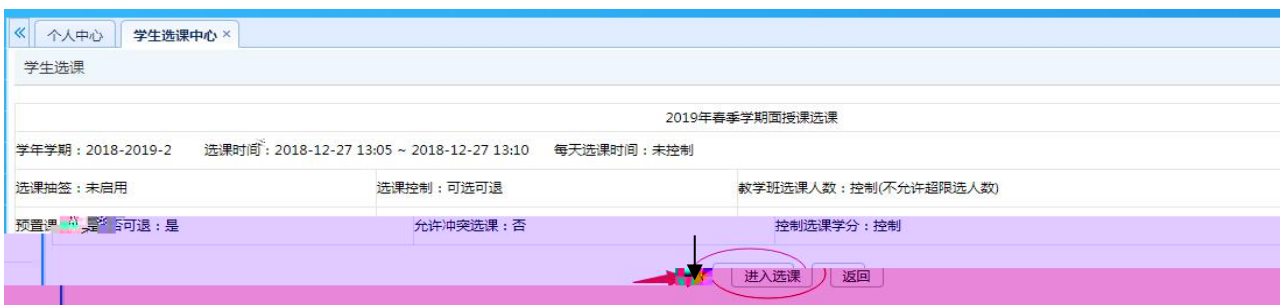 个人中心 学生选课中心 ×
学生选课
2019年春季学期面授课选课
学年学期：2018-2019-2 选课时间：2018-12-27 13:05 ~ 2018-12-27 13:10 每天选课时间：未控制
选课抽签：未启用 选课控制：可选可退 教学班选课人数：控制(不允许超限选人数)
预置课 是否可退：是 允许冲突选课：否 控制选课学分：控制
进入选课 返回